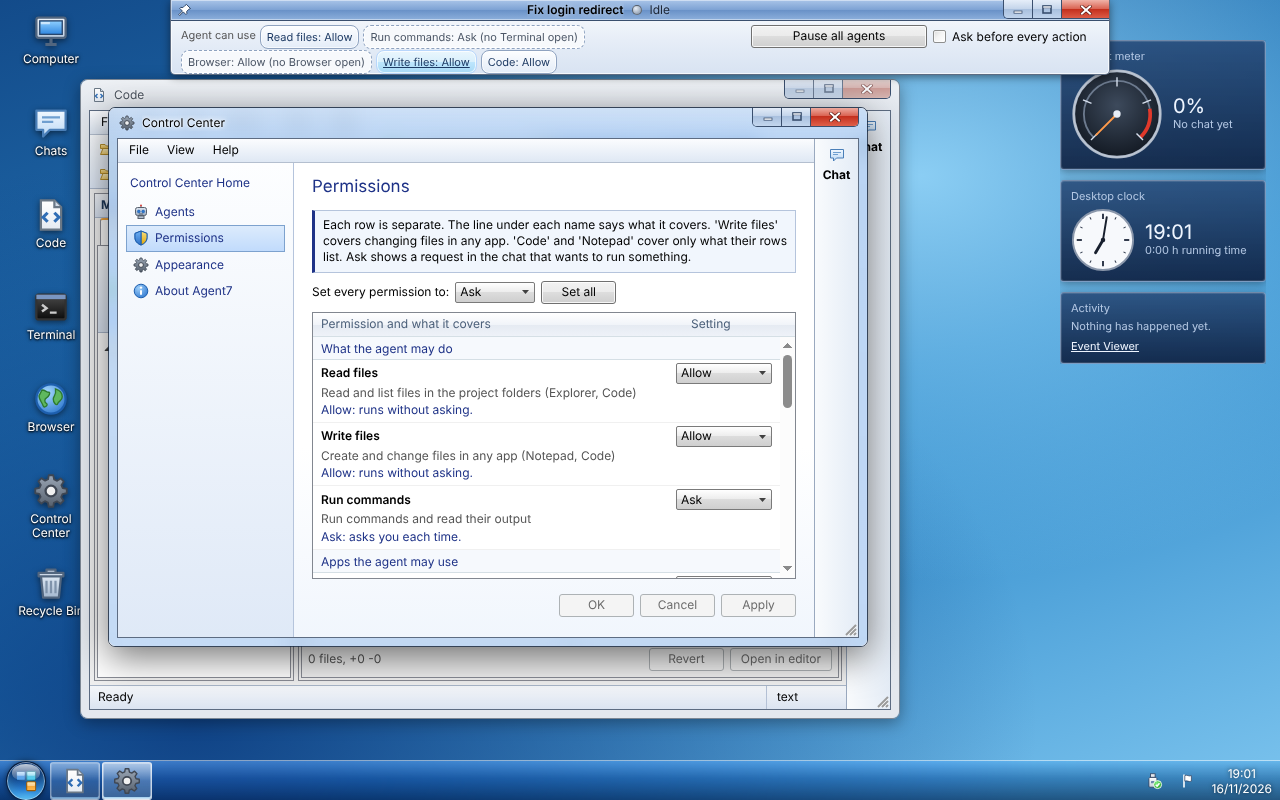 Fix login redirect Idle
Agent can use Read files: Allow Run commands: Ask (no Terminal open)
Browser: Allow (no Browser open) Write files: Allow Code: Allow
Pause all agents Ask before every action
Computer
Chats
Code
Terminal
Browser
Control
Center
Recycle Bin
Code
Control Center
File View Help
Control Center Home
Agents
Permissions
Appearance
About Agent7
Permissions
Each row is separate. The line under each name says what it covers. 'Write files'
covers changing files in any app. 'Code' and 'Notepad' cover only what their rows
list. Ask shows a request in the chat that wants to run something.
Set every permission to: Ask Set all
Permission and what it covers Setting
What the agent may do
Read files Allow
Read and list files in the project folders (Explorer, Code)
Allow: runs without asking.
Write files Allow
Create and change files in any app (Notepad, Code)
Allow: runs without asking.
Run commands Ask
Run commands and read their output
Ask: asks you each time.
Apps the agent may use
OK Cancel Apply
Chat
0 files, +0 -0 Revert Open in editor
Ready text
meter
0%
No chat yet
Desktop clock
19:01
0:00 h running time
Activity
Nothing has happened yet.
Event Viewer
19:01
16/11/2026